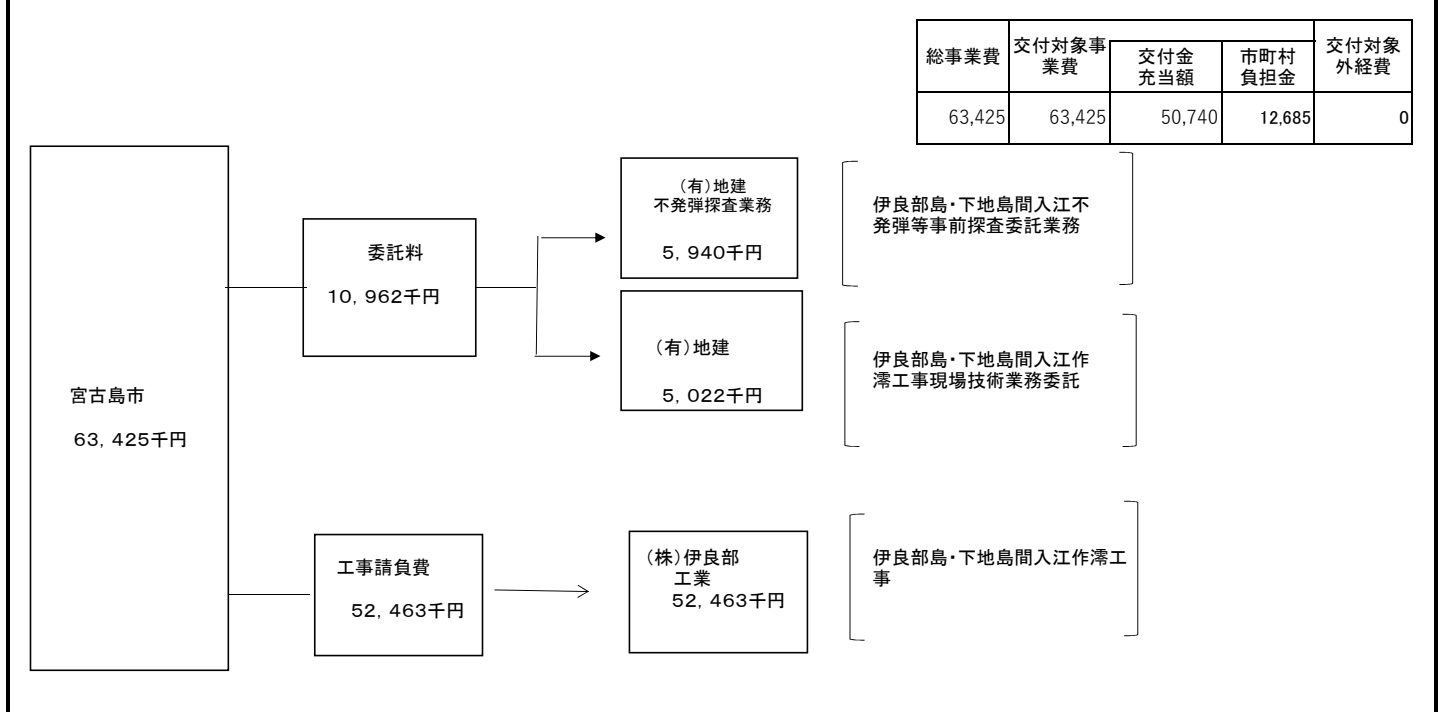 総事業費
交付対象事
業費
交付金
充当額
市町村
負担金
交付対象
外経費
63,425
63,425
50,740
12,685
0
宮古島市
63, 425千円
委託料
10, 962千円
(有)地建
不発弾探査業務
5, 940千円
伊良部島・下地島間入江不
発弾等事前探査委託業務
(有)地建
5, 022千円
伊良部島・下地島間入江作
澪工事現場技術業務委託
工事請負費
52, 463千円
(株)伊良部
工業
52, 463千円
伊良部島・下地島間入江作澪工
事